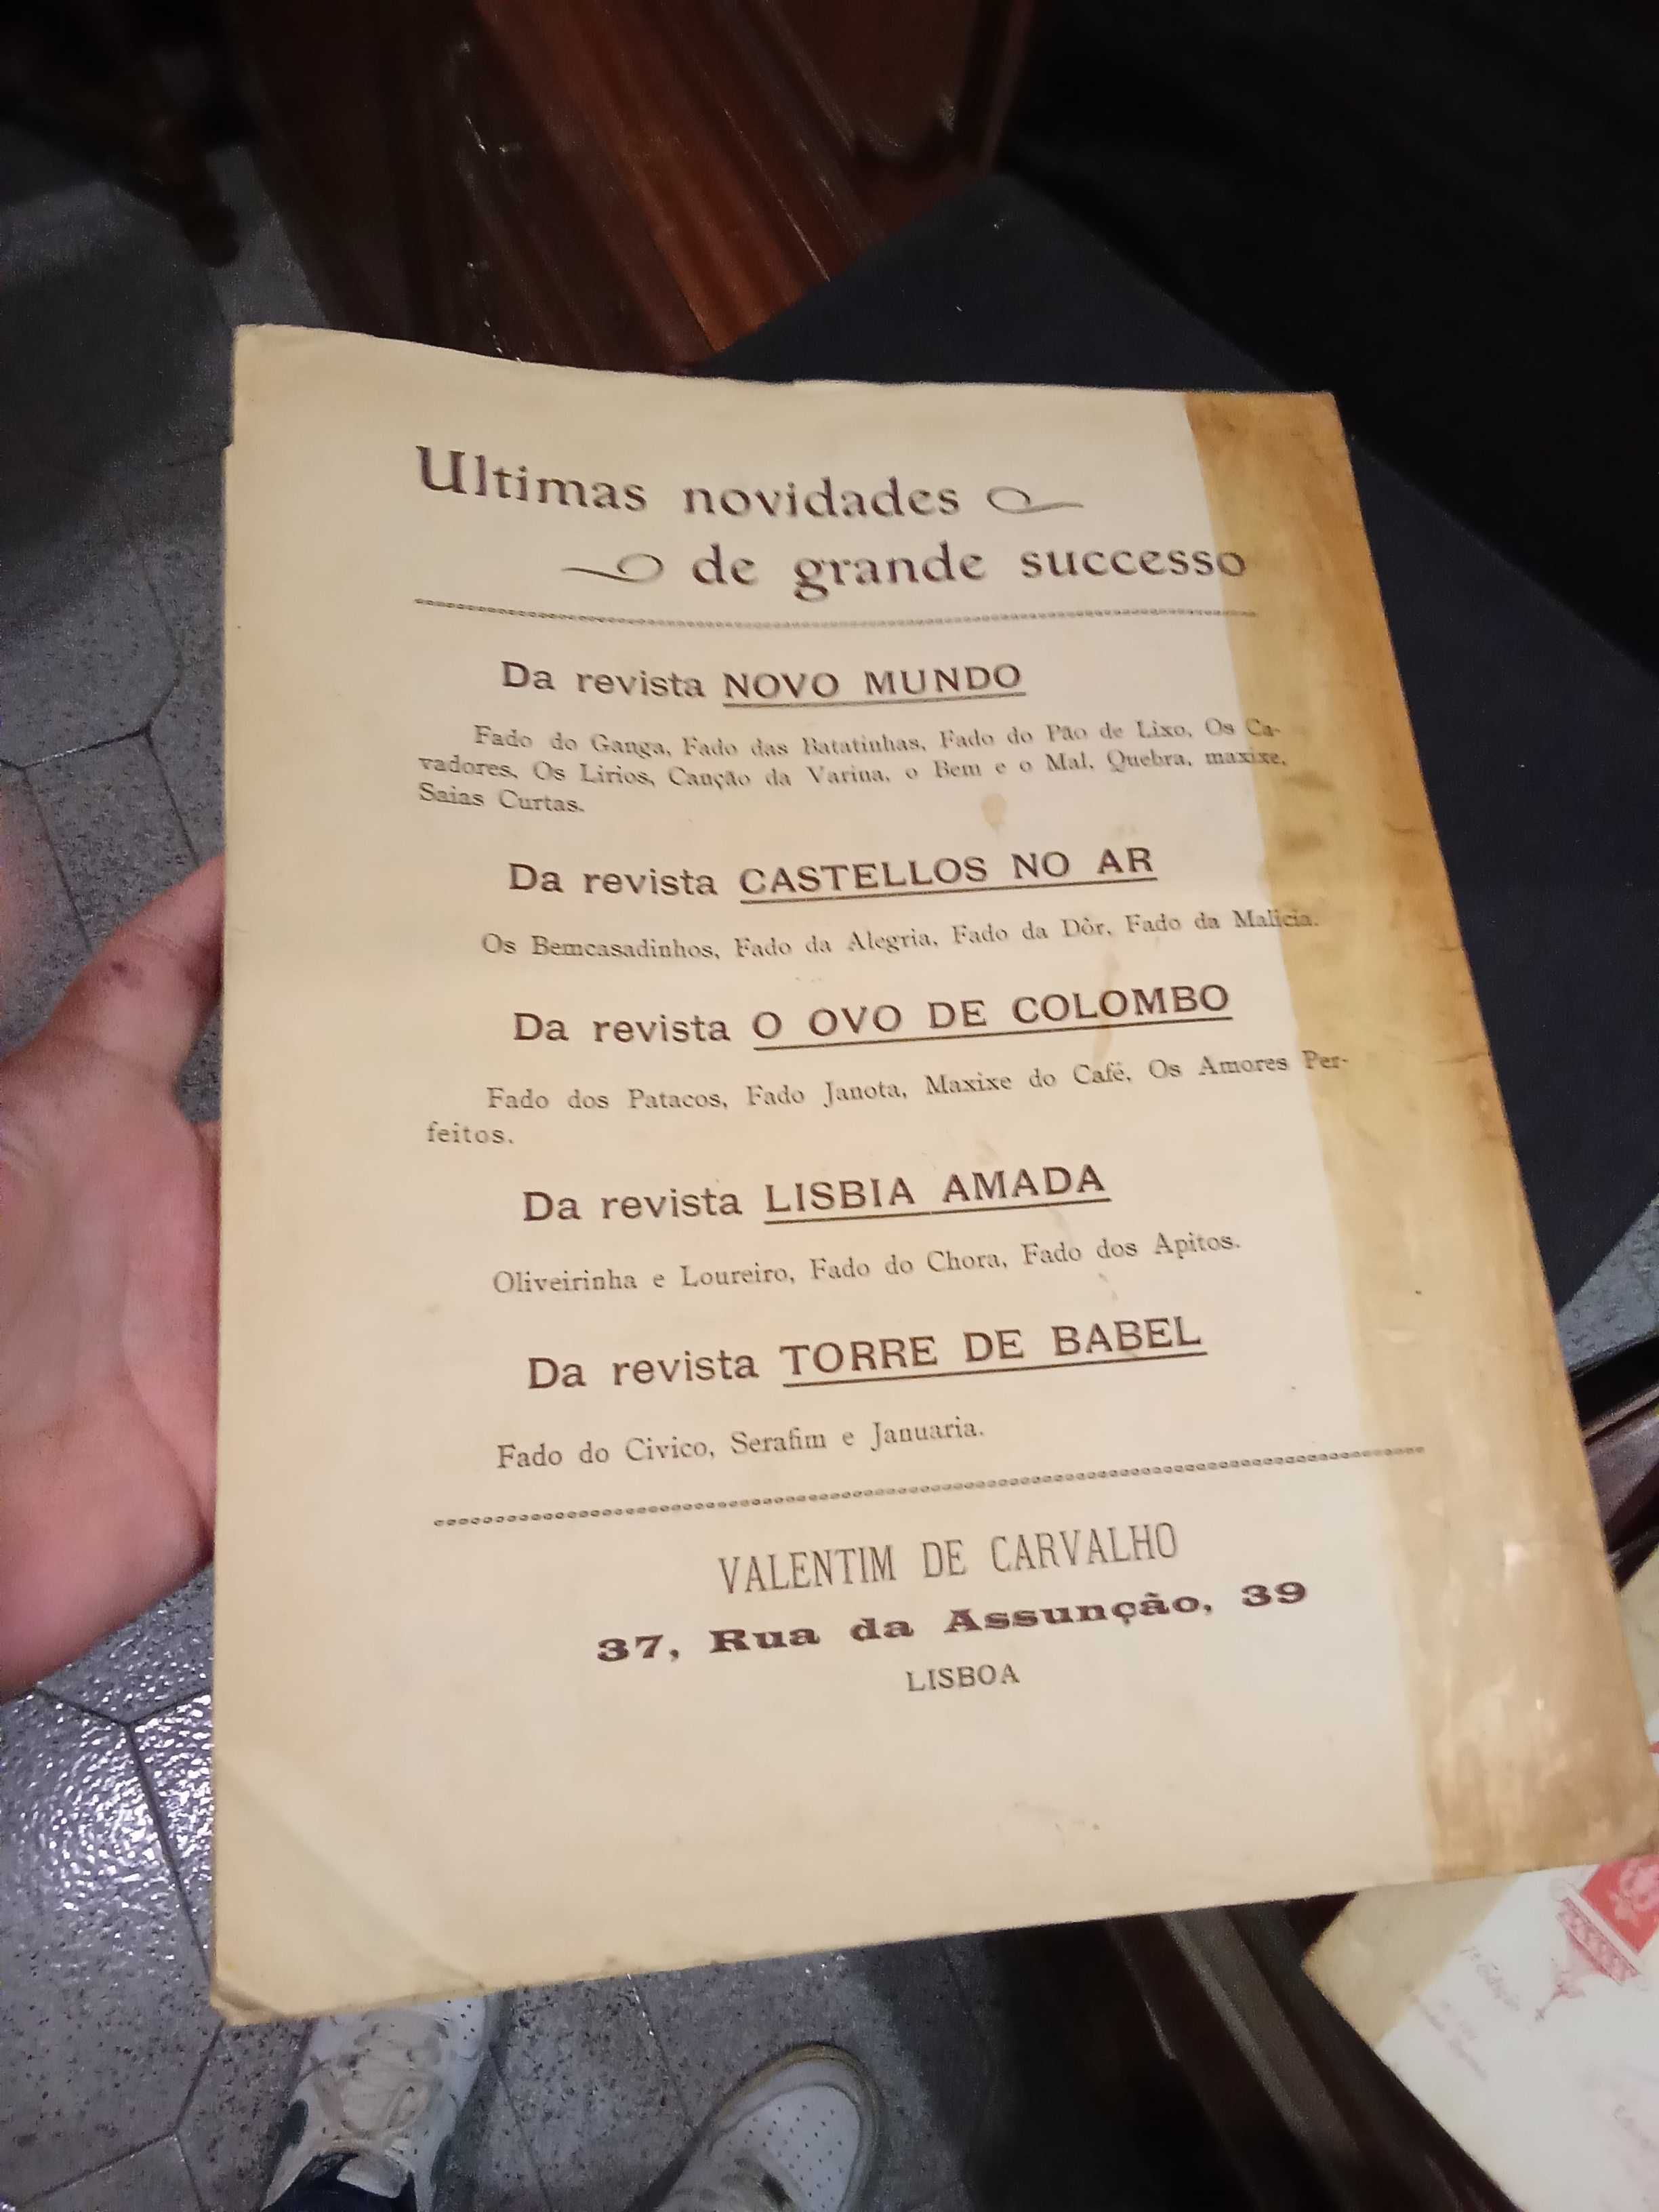 Ultimas novidades
de grande successo
Da revista NOVO MUNDO
Fado do Ganga, Fado das Batatinhas, Fado do Pão de Lixo, Os Ca-
vadores, Os Lirios, Canção da Varina, o Bem e o Mal, Quebra, maxixe,
Saias Curtas.
Da revista CASTELLOS NO AR
Os Bemcasadinhos, Fado da Alegria, Fado da Dôr, Fado da Malicia.
Da revista O OVO DE COLOMBO
Fado dos Patacos, Fado Janota, Maxixe do Café, Os Amores Per-
feitos.
Da revista LISBIA AMADA
Oliveirinha e Loureiro, Fado do Chora, Fado dos Apitos.
Da revista TORRE DE BABEL
Fado do Civico, Serafim e Januaria.
VALENTIM DE CARVALHO
37, Rua da Assunção, 39
LISBOA